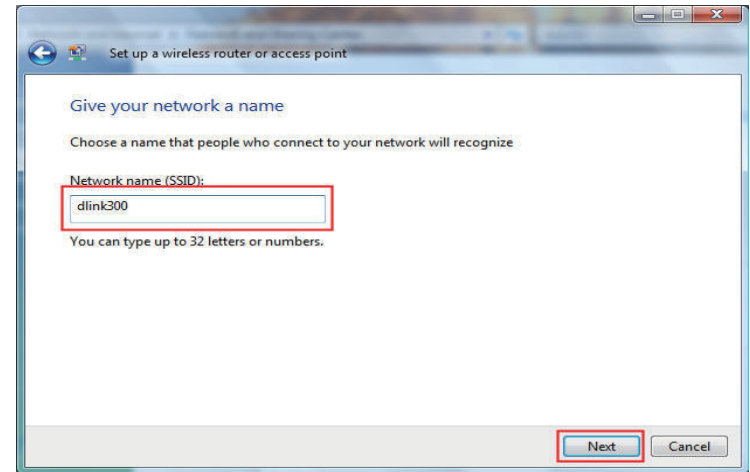 Set up a wireless router or access point
Give your network a name
Choose a name that people who connect to your network will recognize
Network name (SSID):
dlink300
You can type up to 32 letters or numbers.
Next
Cancel